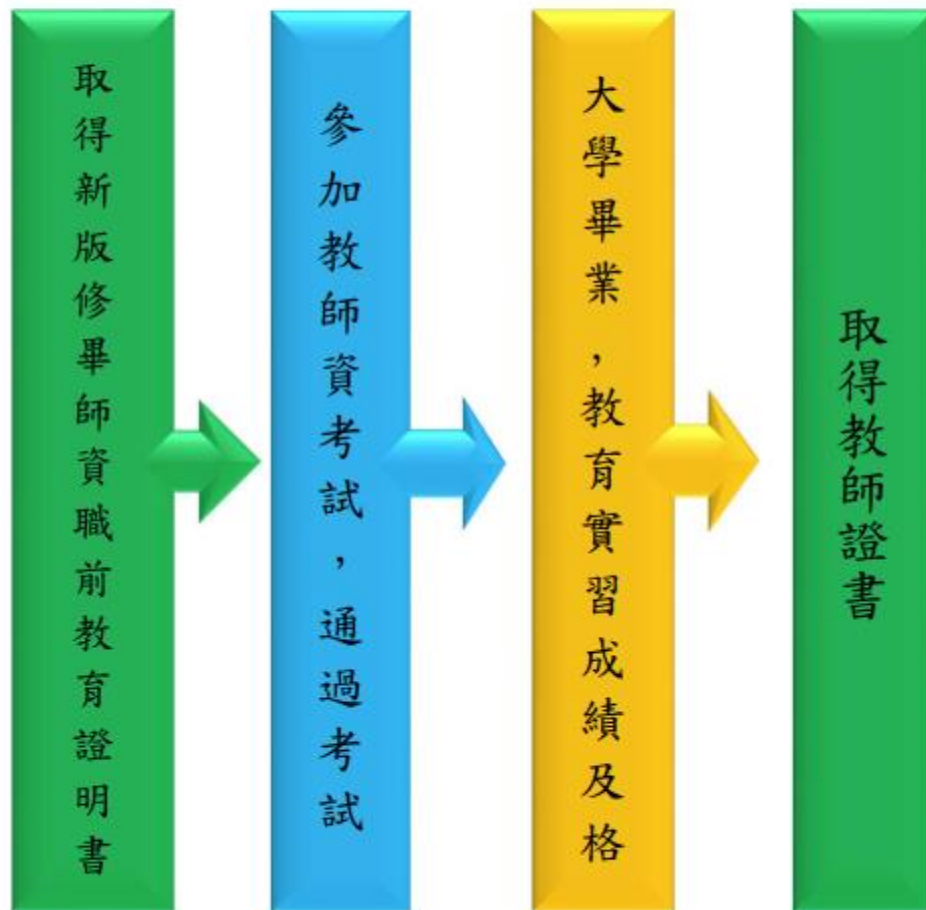 取得新版修畢師資職前教育證明書
參加教師資考試，通過考試
大學畢業，教育實習成績及格
取得教師證書